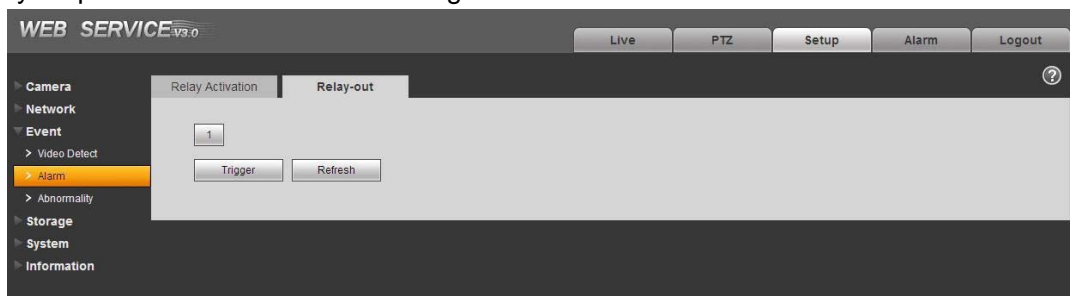 WEB SERVICE V3.0
Live PTZ Setup Alarm Logout
?
Camera
Network
Event
> Video Detect
> Alarm
> Abnormality
Storage
System
Information
Relay Activation Relay-out
1
Trigger Refresh